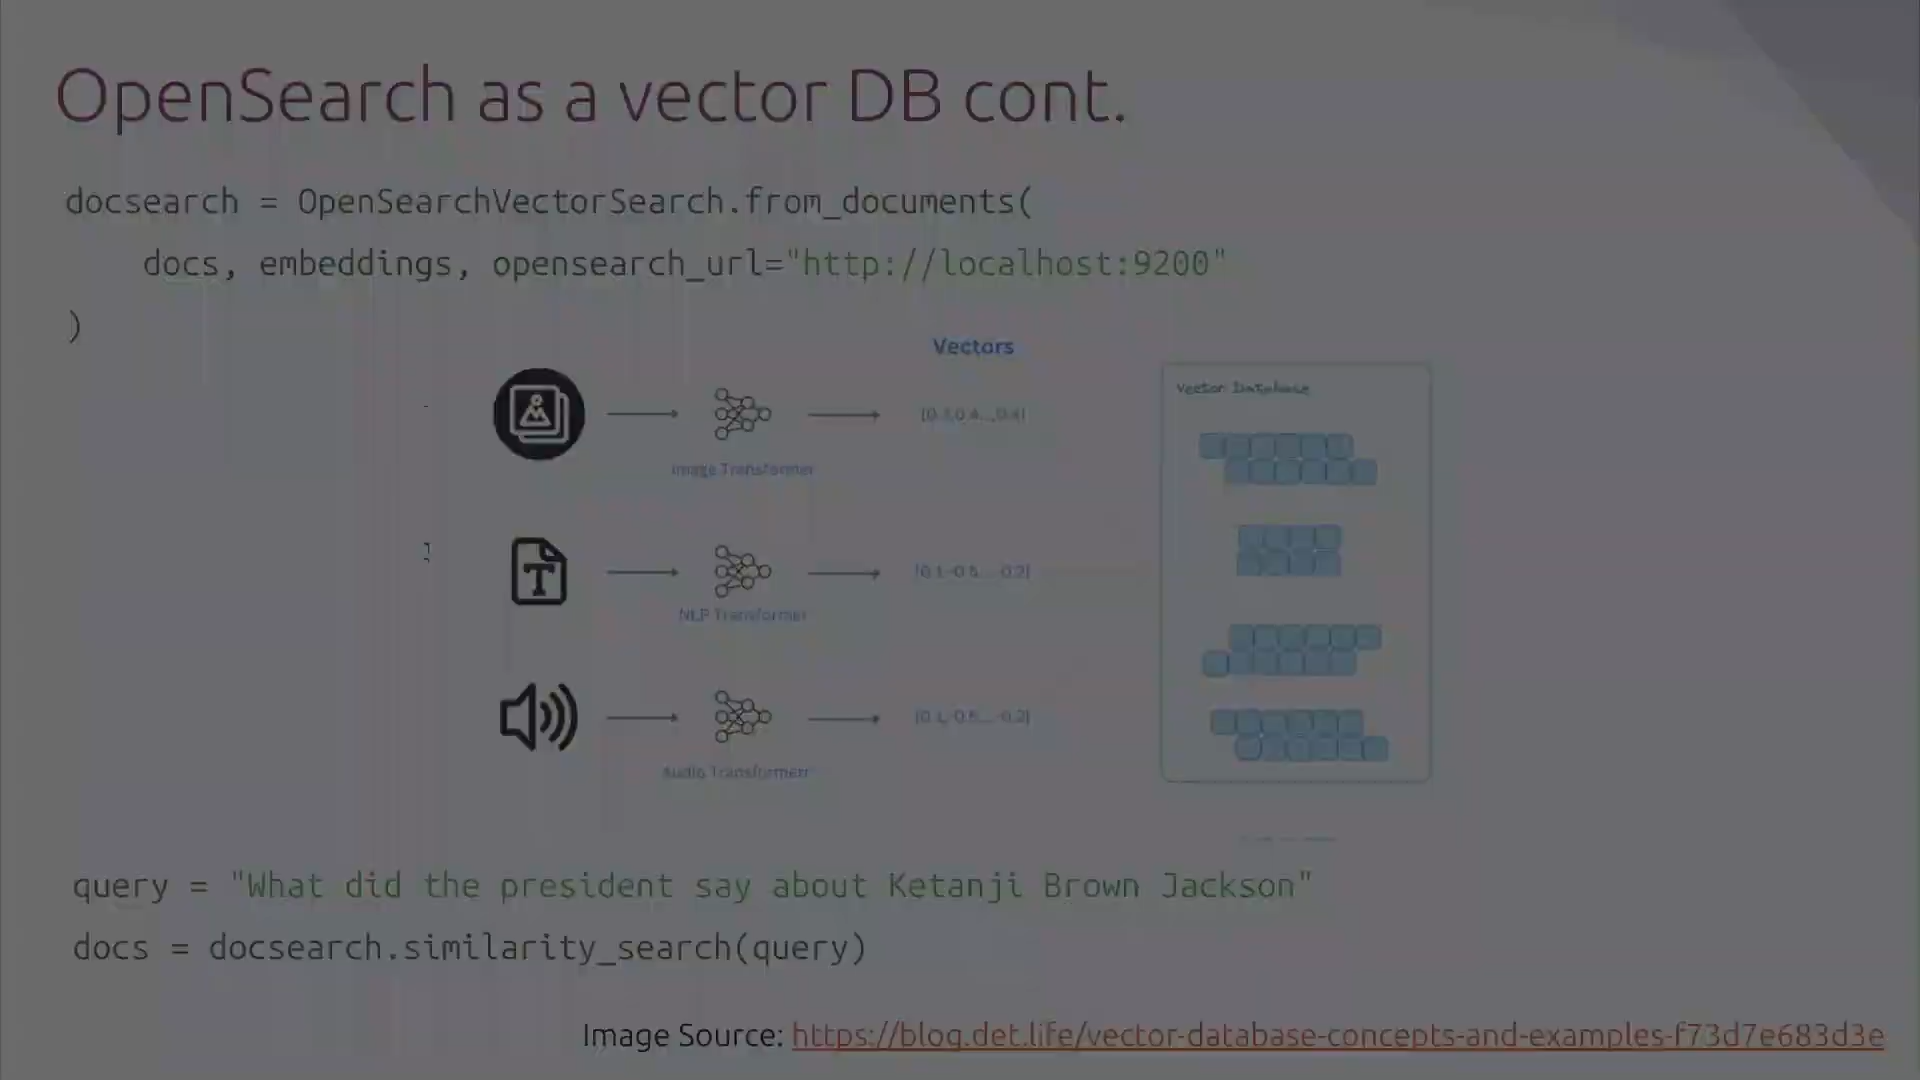 OpenSearch as a vector DB cont.
docsearch = OpenSearchVectorSearch.from_documents(
docs, embeddings, opensearch_url="http://localhost:9200"
)
Vectors
Vector Database
Image Transformer
NLP Transformer
Audio Transformerr
query = "What did the president say about Ketanji Brown Jackson"
docs = docsearch.similarity_search(query)
Image Source: https://blog.det.life/vector-database-concepts-and-examples-f73d7e683d3e